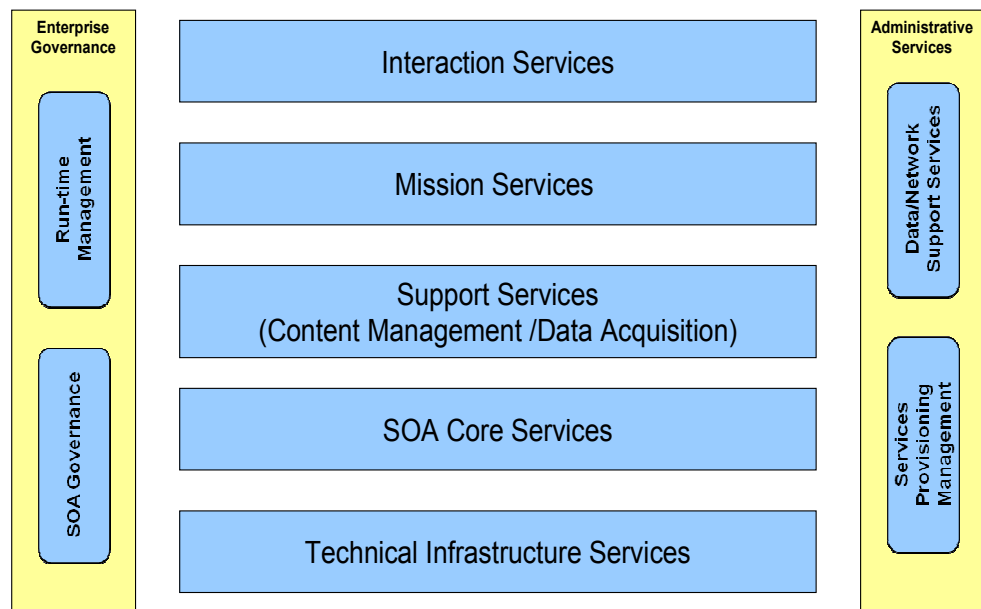 Enterprise
Governance
Run-time
Management
SOA Governance
Interaction Services
Mission Services
Support Services
(Content Management /Data Acquisition)
SOA Core Services
Technical Infrastructure Services
Administrative
Services
Data/Network
Support Services
Services
Provisioning
Management